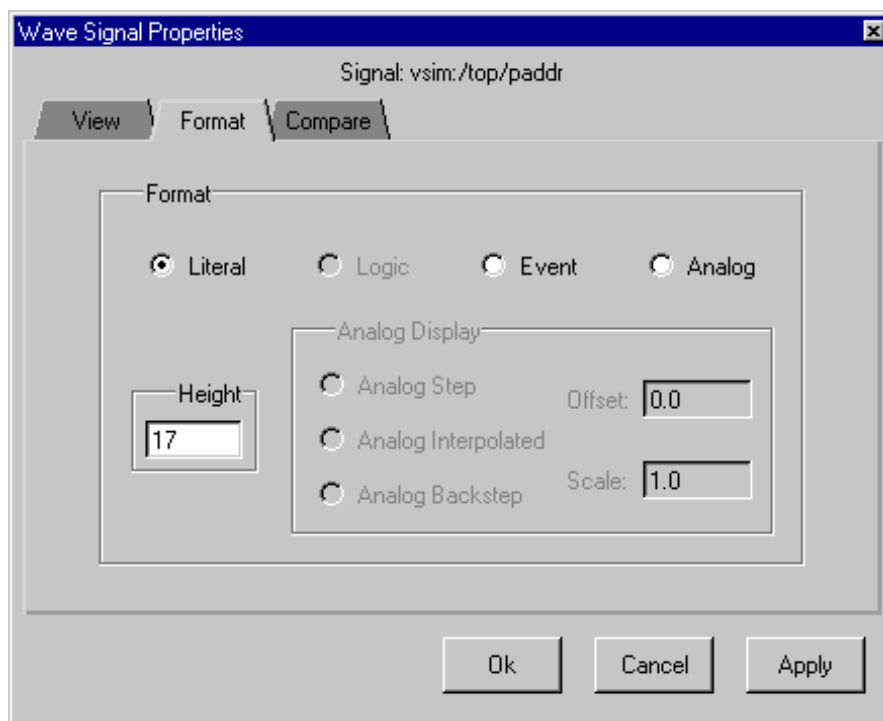 Wave Signal Properties
Signal: vsim:/top/paddr
View Format Compare
Format
Literal Logic Event Analog
Analog Display
Height
17
Analog Step
Analog Interpolated
Analog Backstep
Offset: 0.0
Scale: 1.0
Ok Cancel Apply